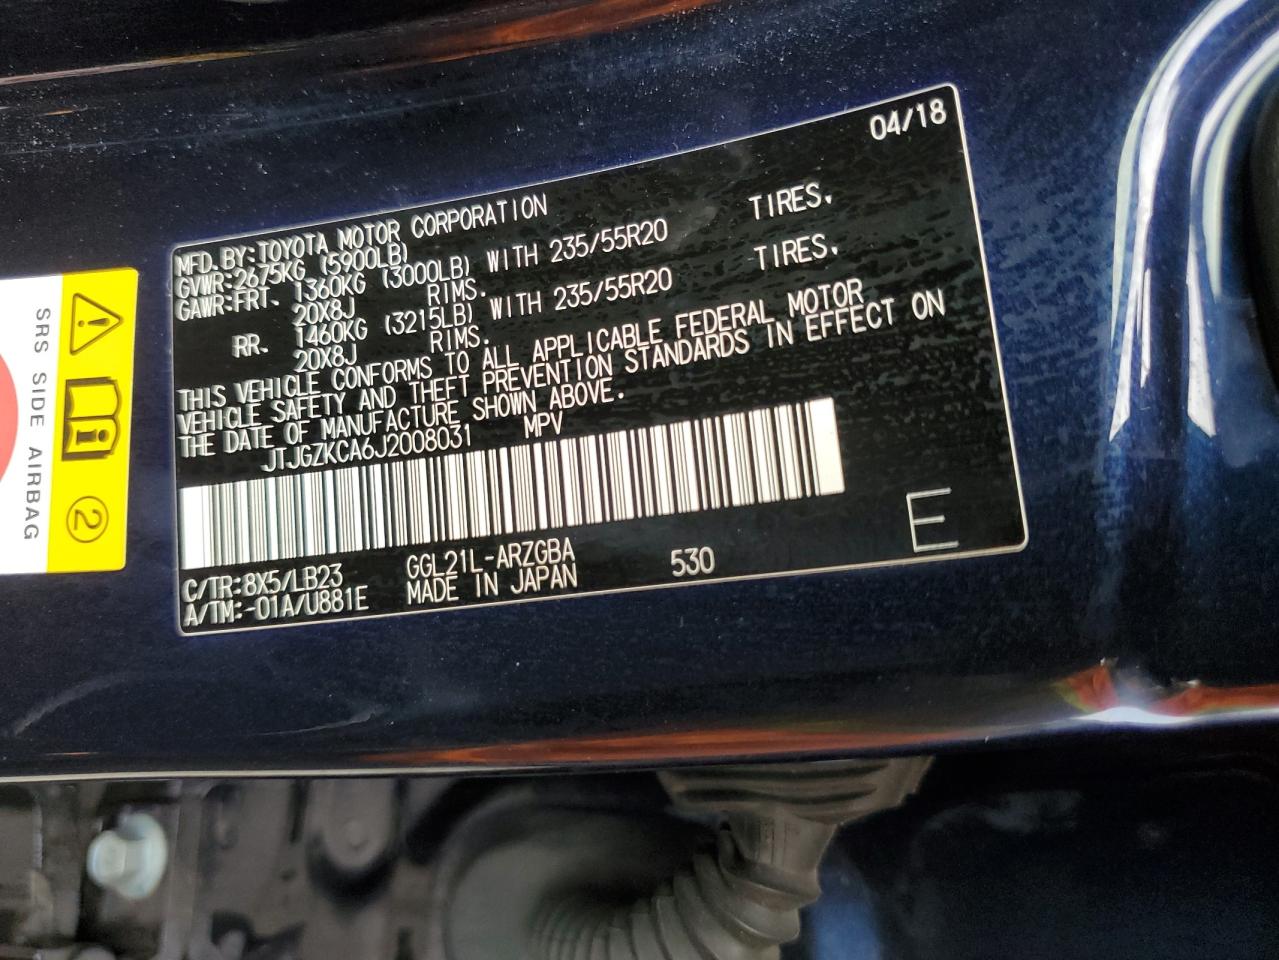 04/18
MFD. BY: TOYOTA MOTOR CORPORATION
GVWR: 2675KG (5900LB)
GAWR: FRT. 1360KG (3000LB) WITH 235/55R20 TIRES,
20X8J RIMS.
RR. 1460KG (3215LB) WITH 235/55R20 TIRES,
20X8J RIMS.
THIS VEHICLE CONFORMS TO ALL APPLICABLE FEDERAL MOTOR
VEHICLE SAFETY AND THEFT PREVENTION STANDARDS IN EFFECT ON
THE DATE OF MANUFACTURE SHOWN ABOVE.
JTJGZKCA6J2008031 MPV
E
C/TR: 8X5/LB23 GGL21L-ARZGBA 530
A/TM: -01A/U881E MADE IN JAPAN
SRS SIDE AIRBAG
2